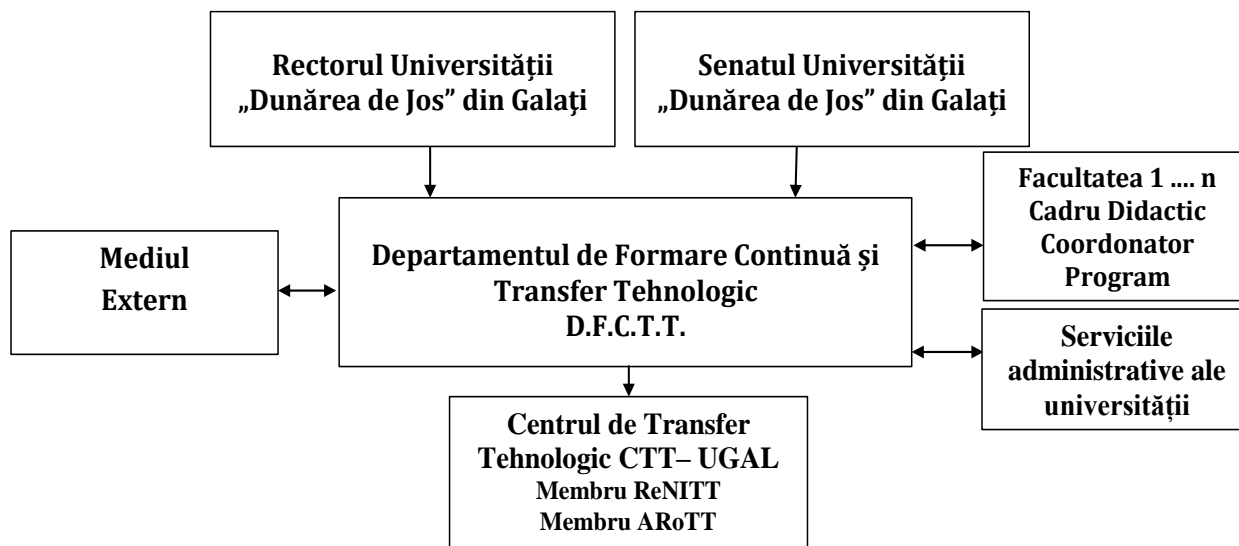 Rectorul Universității
„Dunărea de Jos” din Galați
Senatul Universității
„Dunărea de Jos” din Galați
Facultatea 1 .... n
Cadru Didactic
Coordonator
Program
Mediul
Extern
Departamentul de Formare Continuă și
Transfer Tehnologic
D.F.C.T.T.
Serviciile
administrative ale
universității
Centrul de Transfer
Tehnologic CTT– UGAL
Membru ReNITT
Membru ARoTT